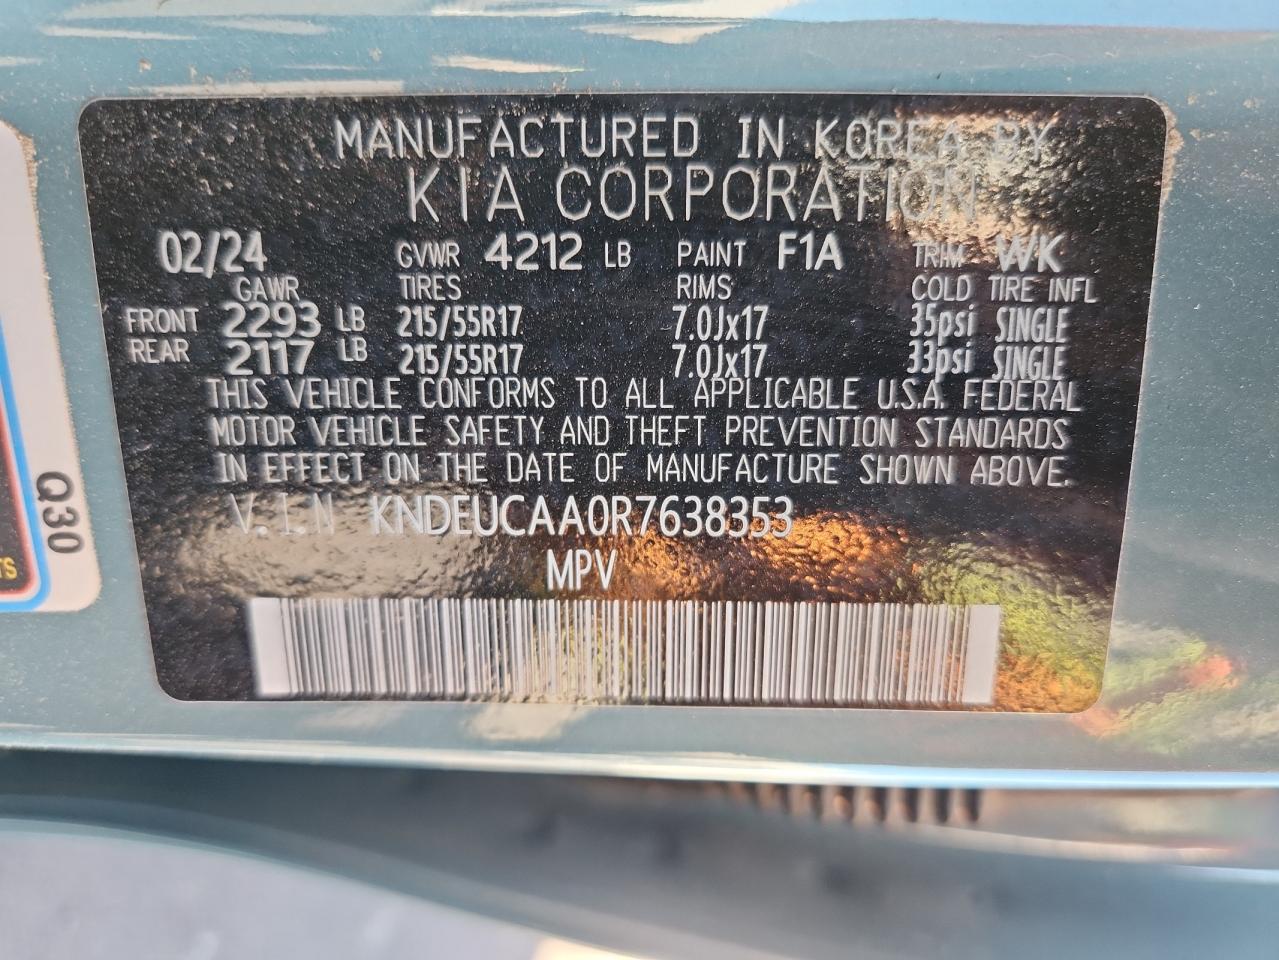 MANUFACTURED IN KOREA BY
KIA CORPORATION
02/24 GVWR 4212 LB PAINT F1A TRIM WK
GAWR TIRES RIMS COLD TIRE INFL
FRONT 2293 LB 215/55R17 7.0Jx17 35psi SINGLE
REAR 2117 LB 215/55R17 7.0Jx17 33psi SINGLE
THIS VEHICLE CONFORMS TO ALL APPLICABLE U.S.A. FEDERAL
MOTOR VEHICLE SAFETY AND THEFT PREVENTION STANDARDS
IN EFFECT ON THE DATE OF MANUFACTURE SHOWN ABOVE.
V.I.N KNDEUCAA0R7638353
MPV
Q30